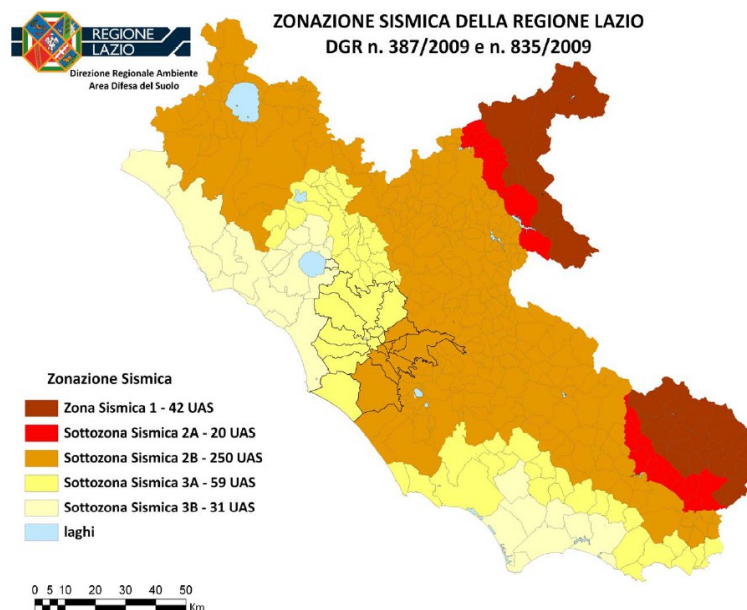 REGIONE
LAZIO
Direzione Regionale Ambiente
Area Difesa del Suolo
ZONAZIONE SISMICA DELLA REGIONE LAZIO
DGR n. 387/2009 e n. 835/2009
Zonazione Sismica
Zona Sismica 1 - 42 UAS
Sottozona Sismica 2A - 20 UAS
Sottozona Sismica 2B - 250 UAS
Sottozona Sismica 3A - 59 UAS
Sottozona Sismica 3B - 31 UAS
laghi
0 5 10 20 30 40 50
Km